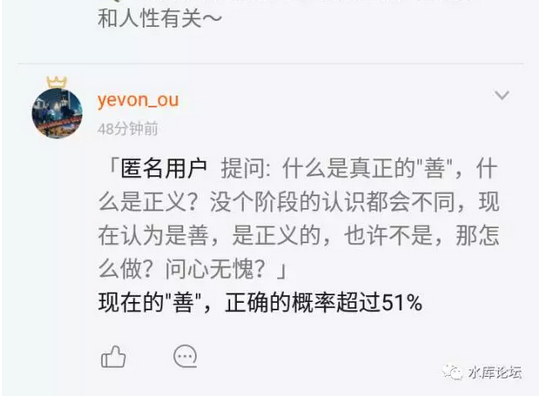 和人性有关～
yevon_ou
48分钟前
「匿名用户 提问: 什么是真正的"善"，什
么是正义？没个阶段的认识都会不同，现
在认为是善，是正义的，也许不是，那怎
么做？问心无愧？」
现在的"善"，正确的概率超过51%
水库论坛